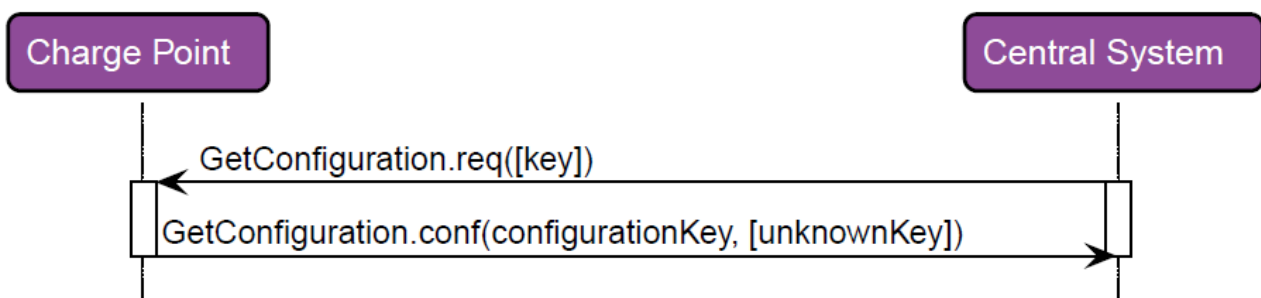 Charge Point
Central System
GetConfiguration.req([key])
GetConfiguration.conf(configurationKey, [unknownKey])